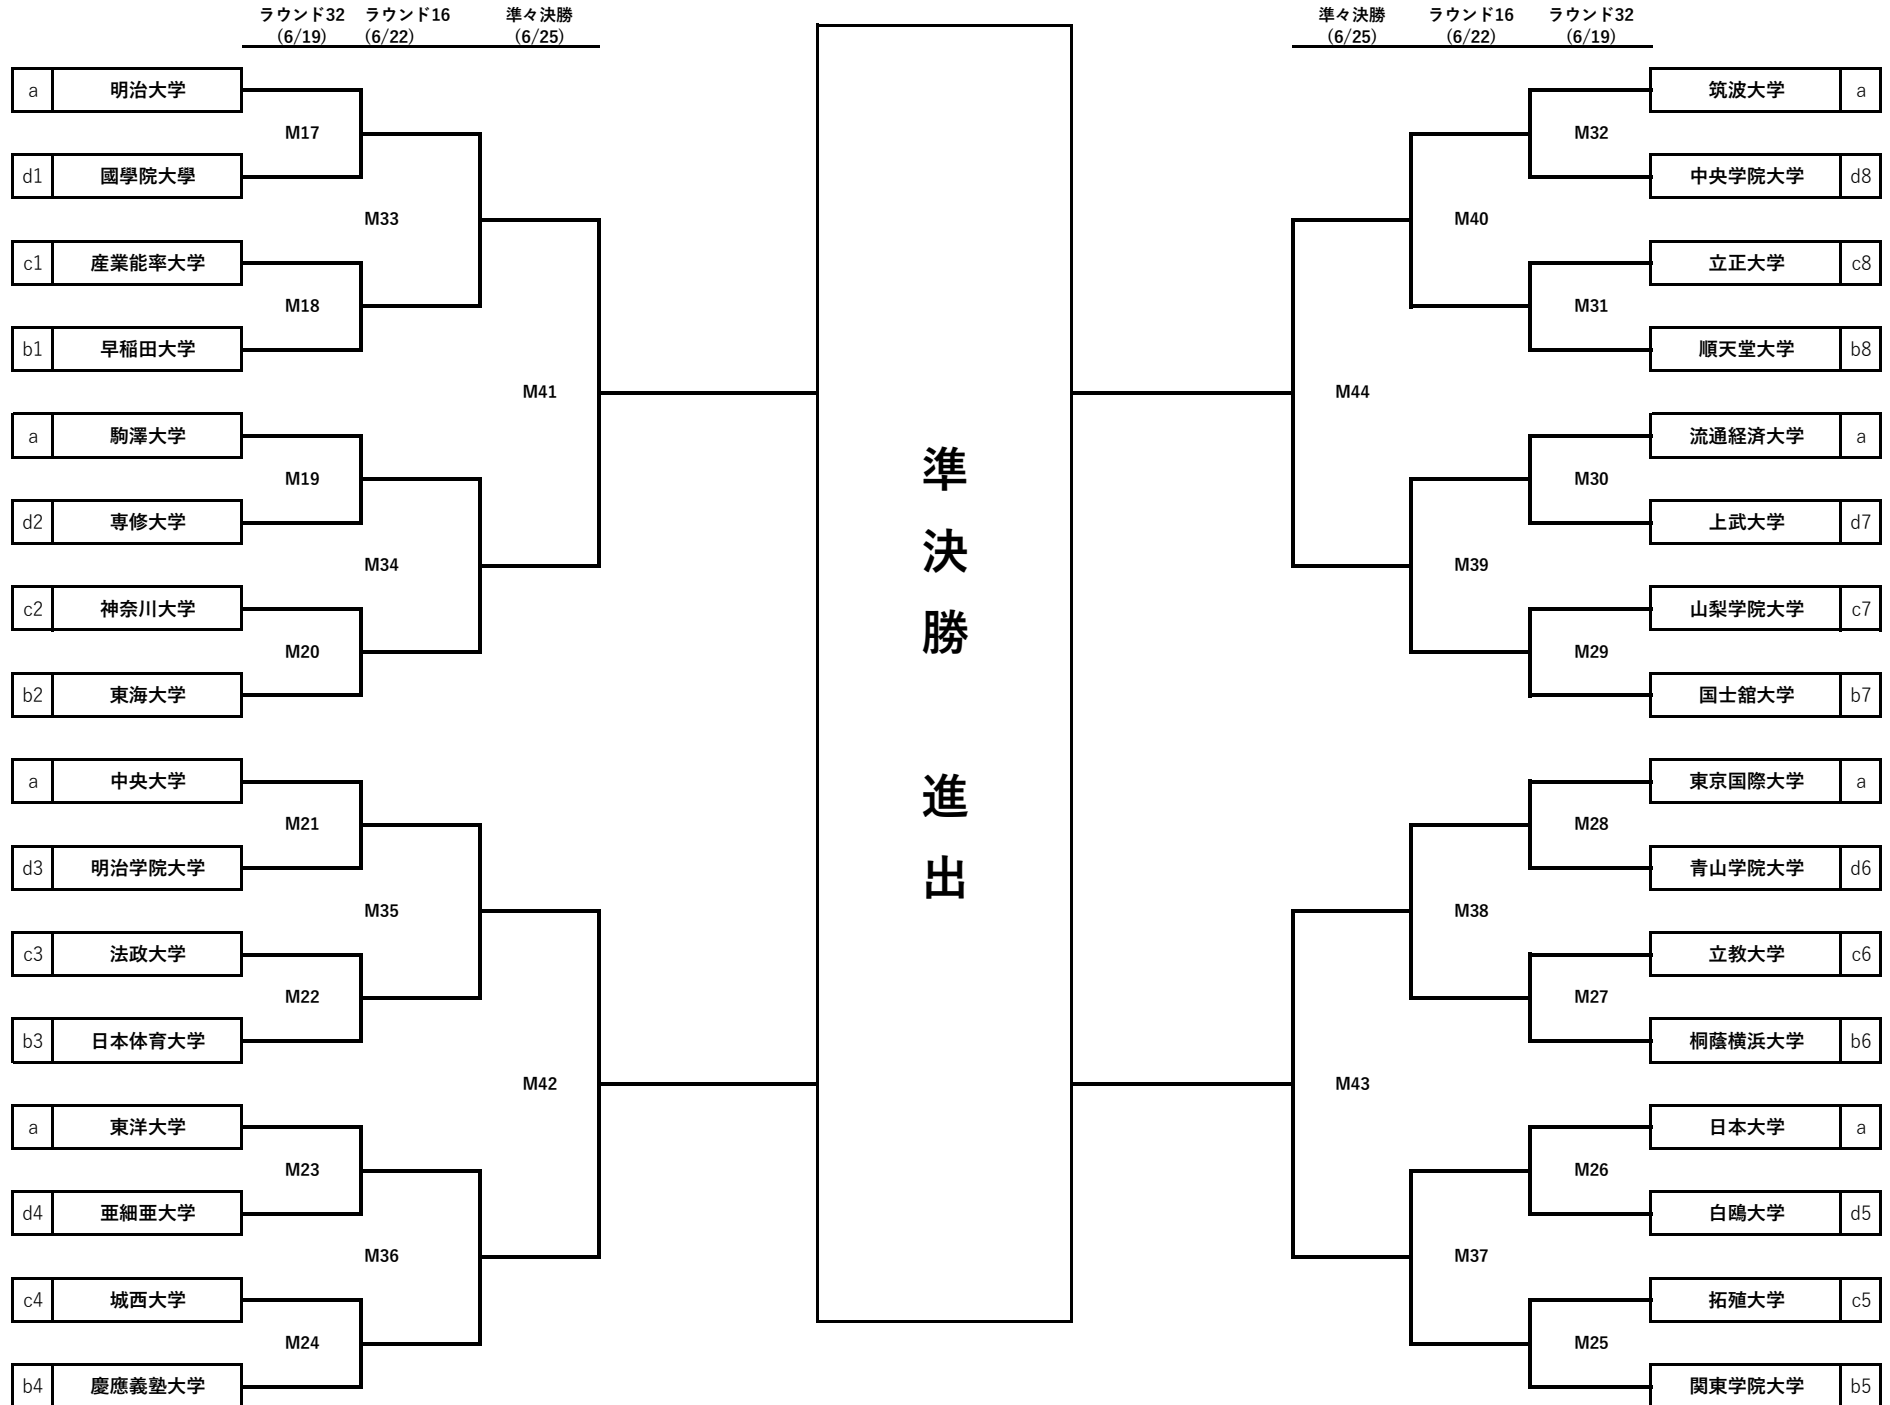 ラウンド32 ラウンド16 準々決勝 準々決勝 ラウンド16 ラウンド32
(6/19) (6/22) (6/25) (6/25) (6/22) (6/19)
a 明治大学
M17
d1 國學院大學
M33
c1 産業能率大学
M18
b1 早稲田大学
M41
a 駒澤大学
M19
d2 専修大学
M34
c2 神奈川大学
M20
b2 東海大学
a 中央大学
M21
d3 明治学院大学
M35
c3 法政大学
M22
b3 日本体育大学
M42
a 東洋大学
M23
d4 亜細亜大学
M36
c4 城西大学
M24
b4 慶應義塾大学
準決勝 進出
筑波大学 a
M32
中央学院大学 d8
M40
立正大学 c8
M31
順天堂大学 b8
M44
流通経済大学 a
M30
上武大学 d7
M39
山梨学院大学 c7
M29
国士舘大学 b7
東京国際大学 a
M28
青山学院大学 d6
M38
立教大学 c6
M27
桐蔭横浜大学 b6
M43
日本大学 a
M26
白鴎大学 d5
M37
拓殖大学 c5
M25
関東学院大学 b5